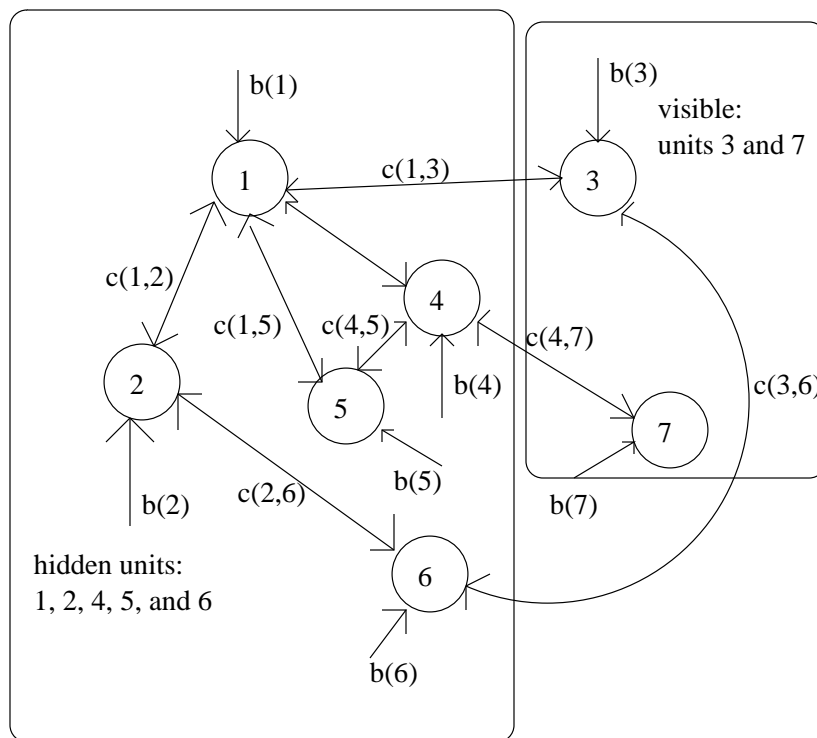 b(1)
b(3)
visible:
units 3 and 7
1
c(1,3)
3
c(1,2)
c(1,5)
c(4,5)
4
c(4,7)
2
5
b(4)
c(3,6)
7
b(2)
c(2,6)
b(5)
b(7)
hidden units:
1, 2, 4, 5, and 6
6
b(6)